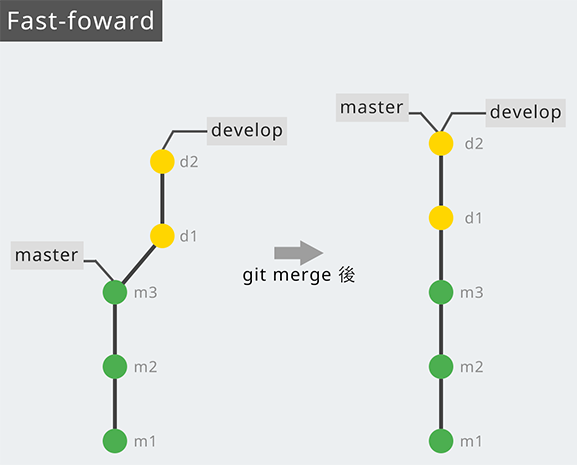 Fast-foward
develop
d2
d1
master
m3
m2
m1
git merge 後
master
develop
d2
d1
m3
m2
m1